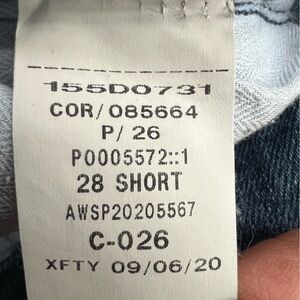 155D0731
COR/085664
P/26
P0005572::1
28 SHORT
AWSP20205567
C-026
XFTY 09/06/20